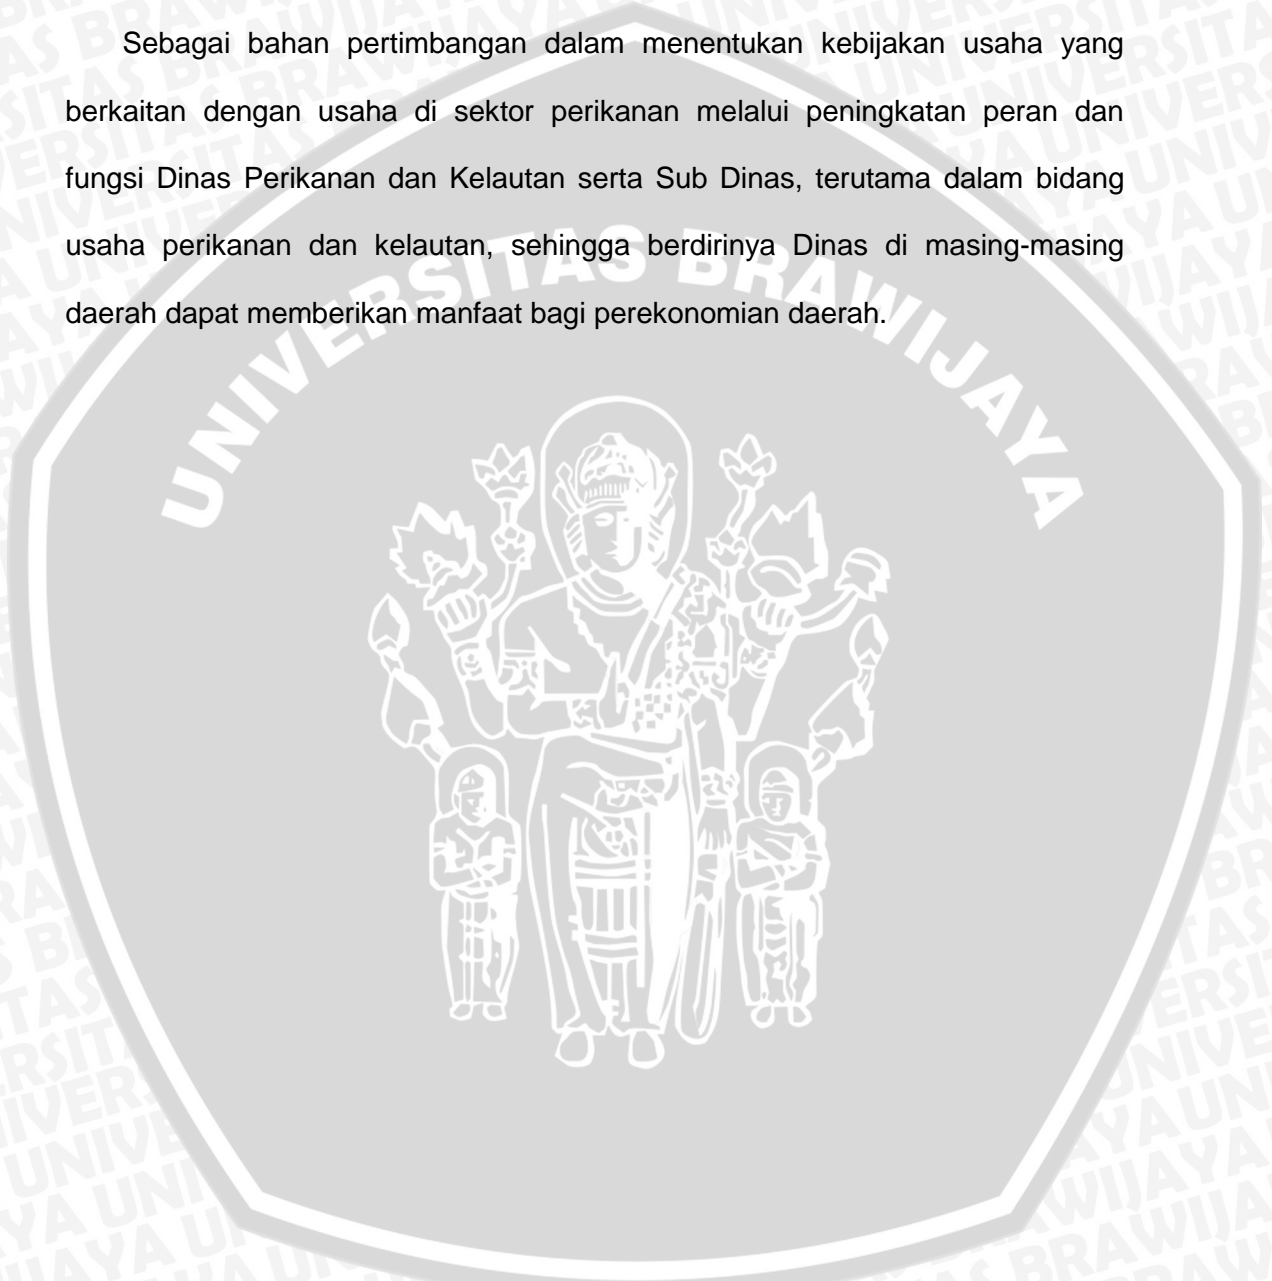 Sebagai bahan pertimbangan dalam menentukan kebijakan usaha yang
berkaitan dengan usaha di sektor perikanan melalui peningkatan peran dan
fungsi Dinas Perikanan dan Kelautan serta Sub Dinas, terutama dalam bidang
usaha perikanan dan kelautan, sehingga berdirinya Dinas di masing-masing
daerah dapat memberikan manfaat bagi perekonomian daerah.
UNIVERSITAS BRAWIJAYA